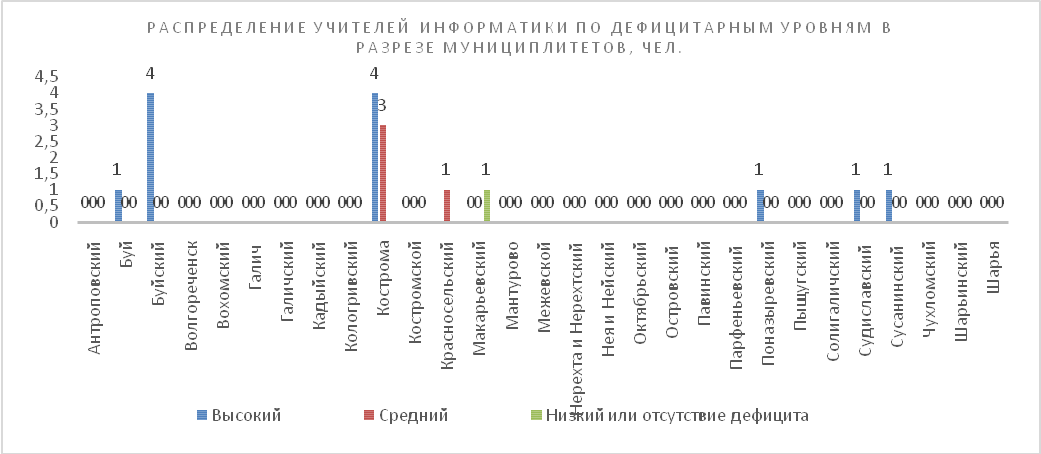 РАСПРЕДЕЛЕНИЕ УЧИТЕЛЕЙ ИНФОРМАТИКИ ПО ДЕФИЦИТАРНЫМ УРОВНЯМ В
РАЗРЕЗЕ МУНИЦИПЛИТЕТОВ, ЧЕЛ.
4,5
4
3,5
3
2,5
2
1,5
1
0,5
0
4 4
3
1 1 1 1 1 1
000 00 00 000 000 000 000 000 000 000 00 000 000 000 000 000 000 000 000 00 000 000 00 00 000 000 000
Антроповский
Буй
Буйский
Волгореченск
Вохомский
Галич
Галичский
Кадыйский
Кологривский
Кострома
Костромской
Красносельский
Макарьевский
Мантурово
Межевской
Нерехта и Нерехтский
Нея и Нейский
Октябрьский
Островский
Павинский
Парфеньевский
Поназыревский
Пыщугский
Солигаличский
Судиславский
Сусанинский
Чухломский
Шарьинский
Шарья
Высокий
Средний
Низкий или отсутствие дефицита